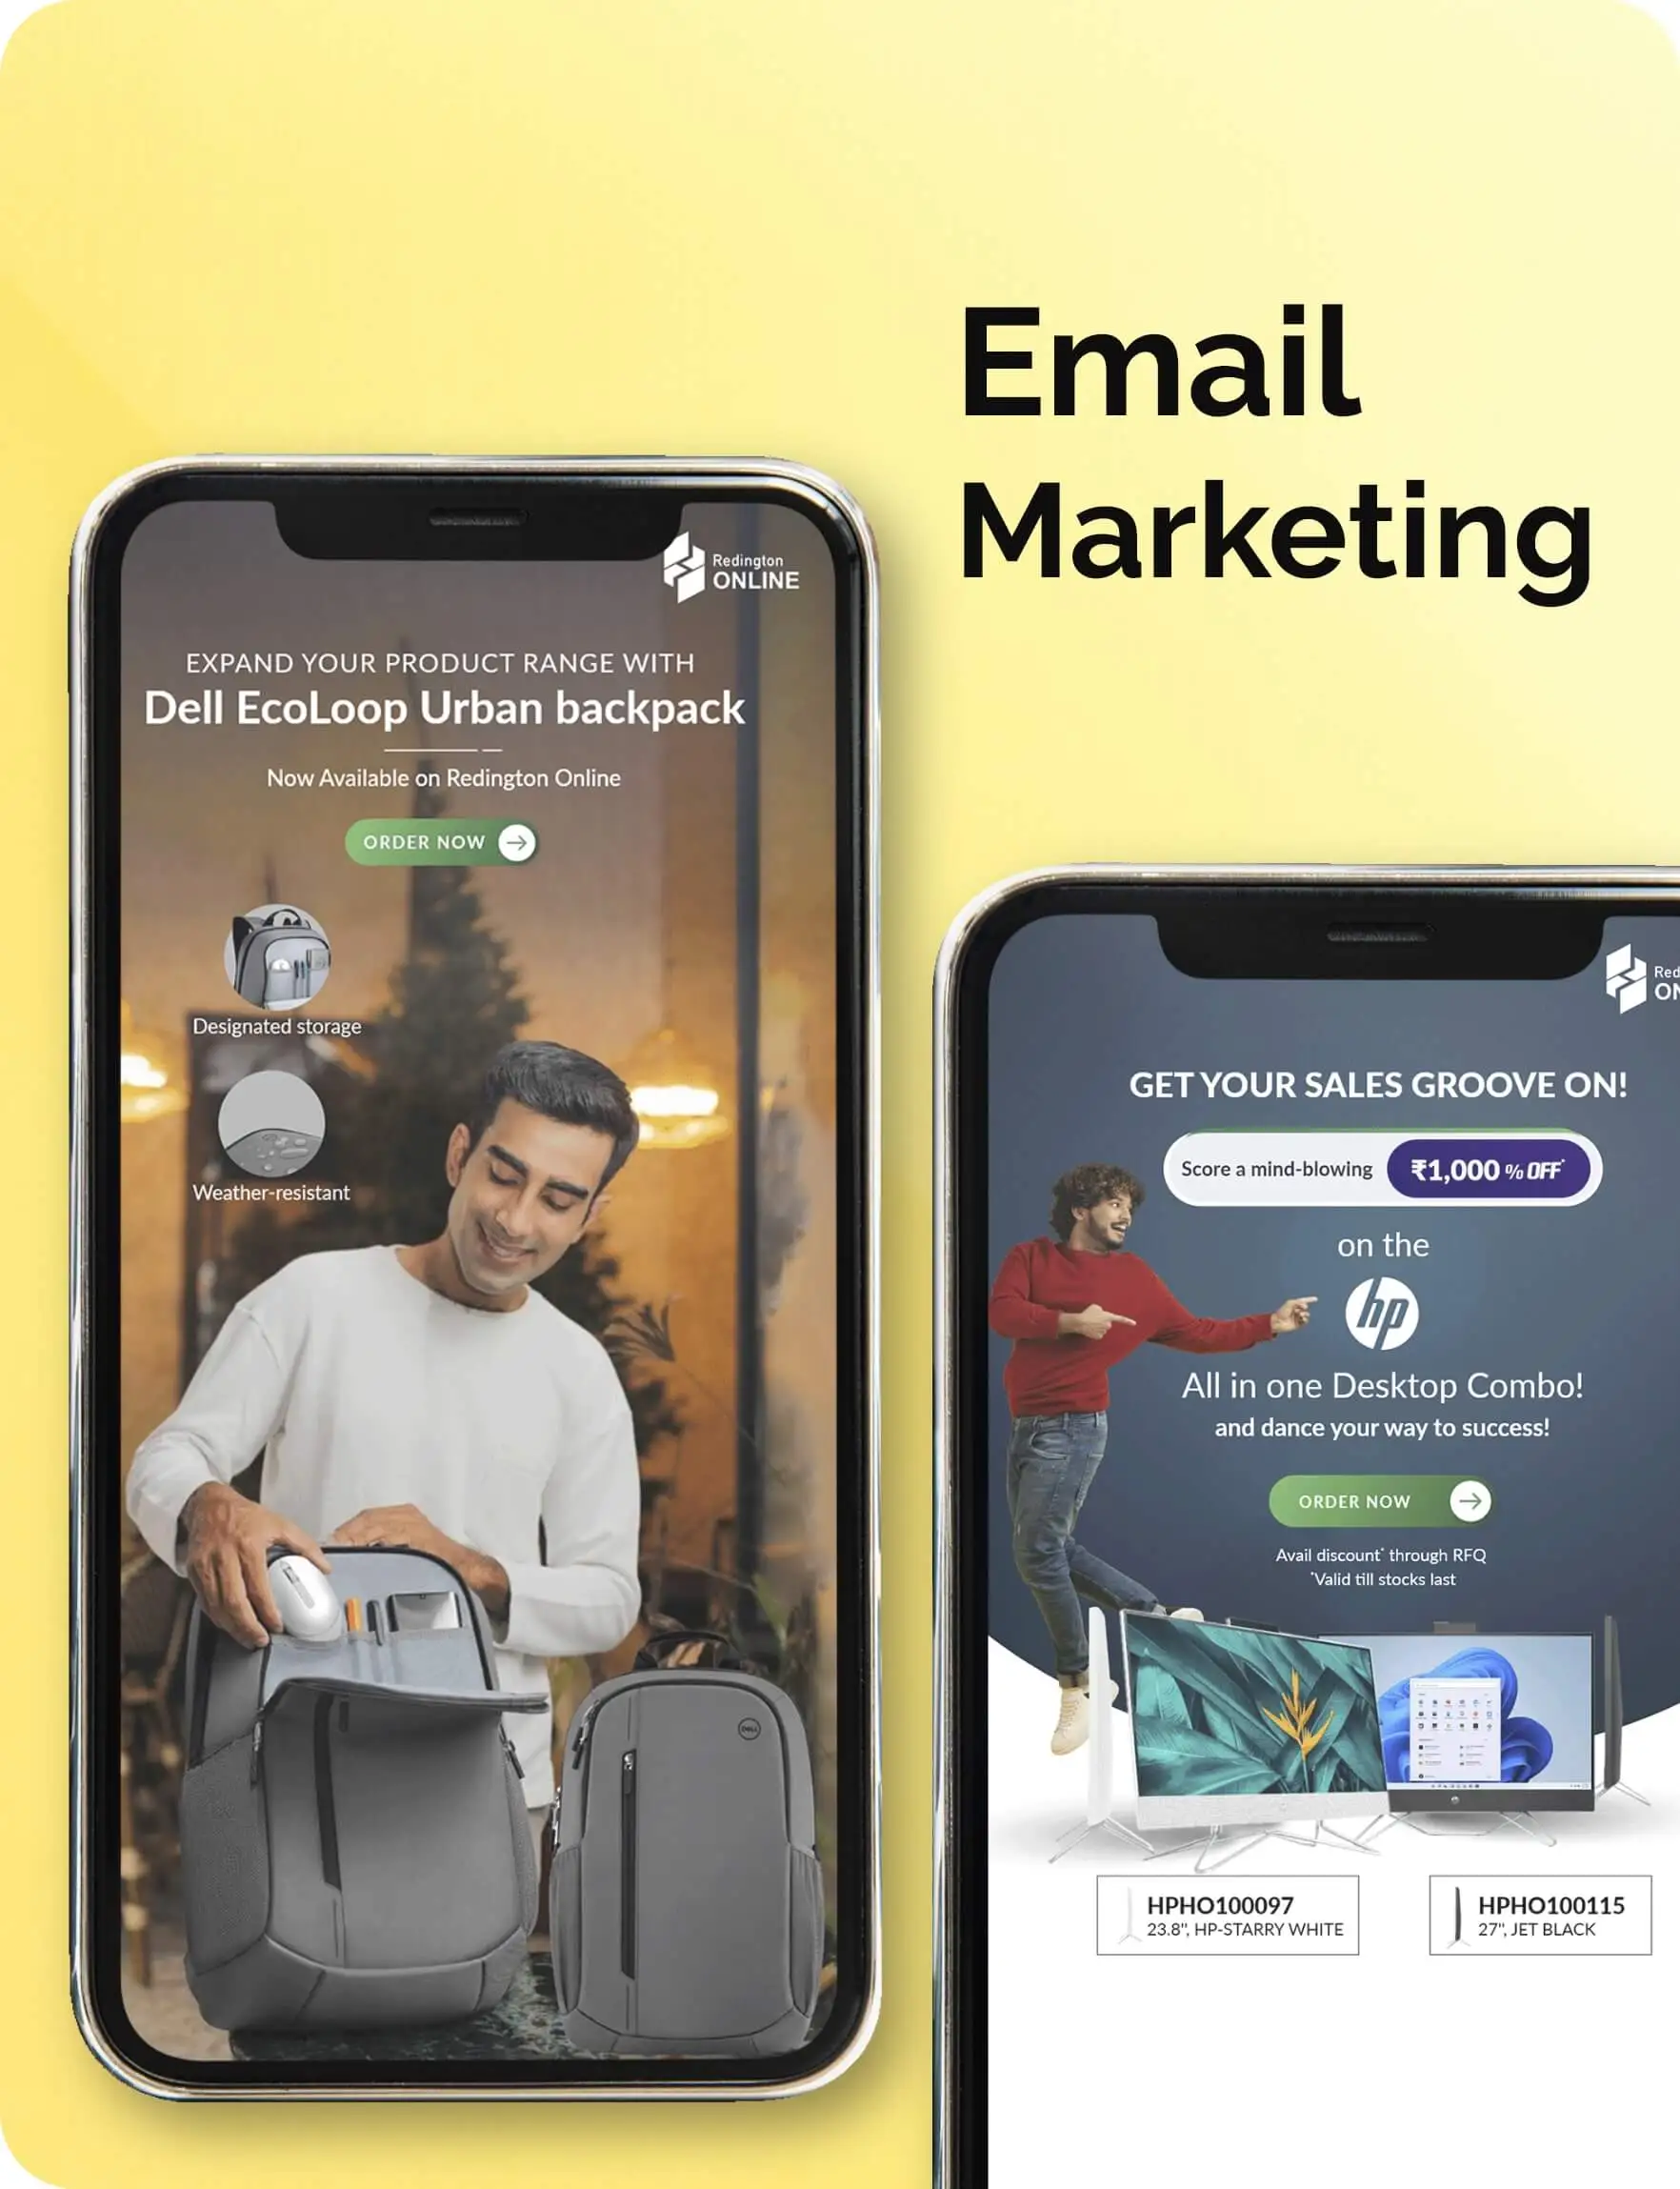 Email
Marketing
Redington
ONLINE
EXPAND YOUR PRODUCT RANGE WITH
Dell EcoLoop Urban backpack
Now Available on Redington Online
ORDER NOW
Designated storage
Weather-resistant
DELL
GET YOUR SALES GROOVE ON!
Score a mind-blowing ₹1,000 % OFF*
on the
hp
All in one Desktop Combo!
and dance your way to success!
ORDER NOW
Avail discount* through RFQ
*Valid till stocks last
HPHO100097
23.8", HP-STARRY WHITE
HPHO100115
27", JET BLACK